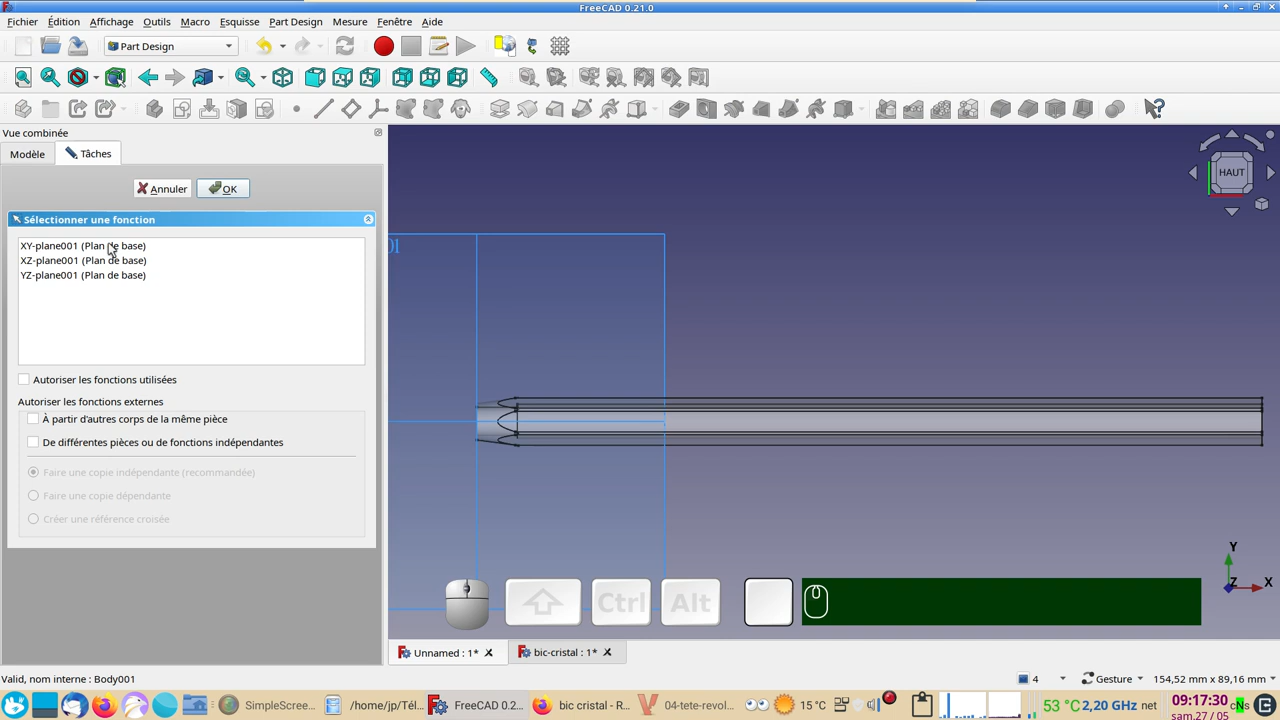 FreeCAD 0.21.0
Fichier Édition Affichage Outils Macro Esquisse Part Design Mesure Fenêtre Aide
Part Design
Vue combinée
Modèle Tâches
Annuler OK
Sélectionner une fonction
XY-plane001 (Plan de base)
XZ-plane001 (Plan de base)
YZ-plane001 (Plan de base)
Autoriser les fonctions utilisées
Autoriser les fonctions externes
À partir d'autres corps de la même pièce
De différentes pièces ou de fonctions indépendantes
Faire une copie indépendante (recommandée)
Faire une copie dépendante
Créer une référence croisée
HAUT
Y
Z X
Ctrl Alt
Unnamed : 1* bic-cristal : 1*
Valid, nom interne : Body001 4 Gesture 154,52 mm x 89,16 mm
SimpleScree... /home/jp/Tél... FreeCAD 0.2... bic cristal - R... 04-tete-revol... 15 °C 53 °C 2,20 GHz net 09:17:30
sam.27 / 05